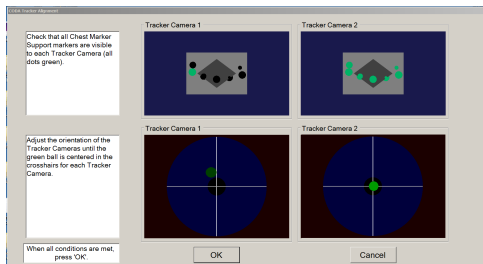 Tracker Alignment
Tracker Camera 1
Tracker Camera 2
Check that all Chest Marker
Support markers are visible
to each Tracker Camera (all
dots green).
Tracker Camera 1
Tracker Camera 2
Adjust the orientation of the
Tracker Cameras until the
green ball is centered in the
crosshairs for each Tracker
Camera.
When all conditions are met,
press 'OK'.
OK
Cancel